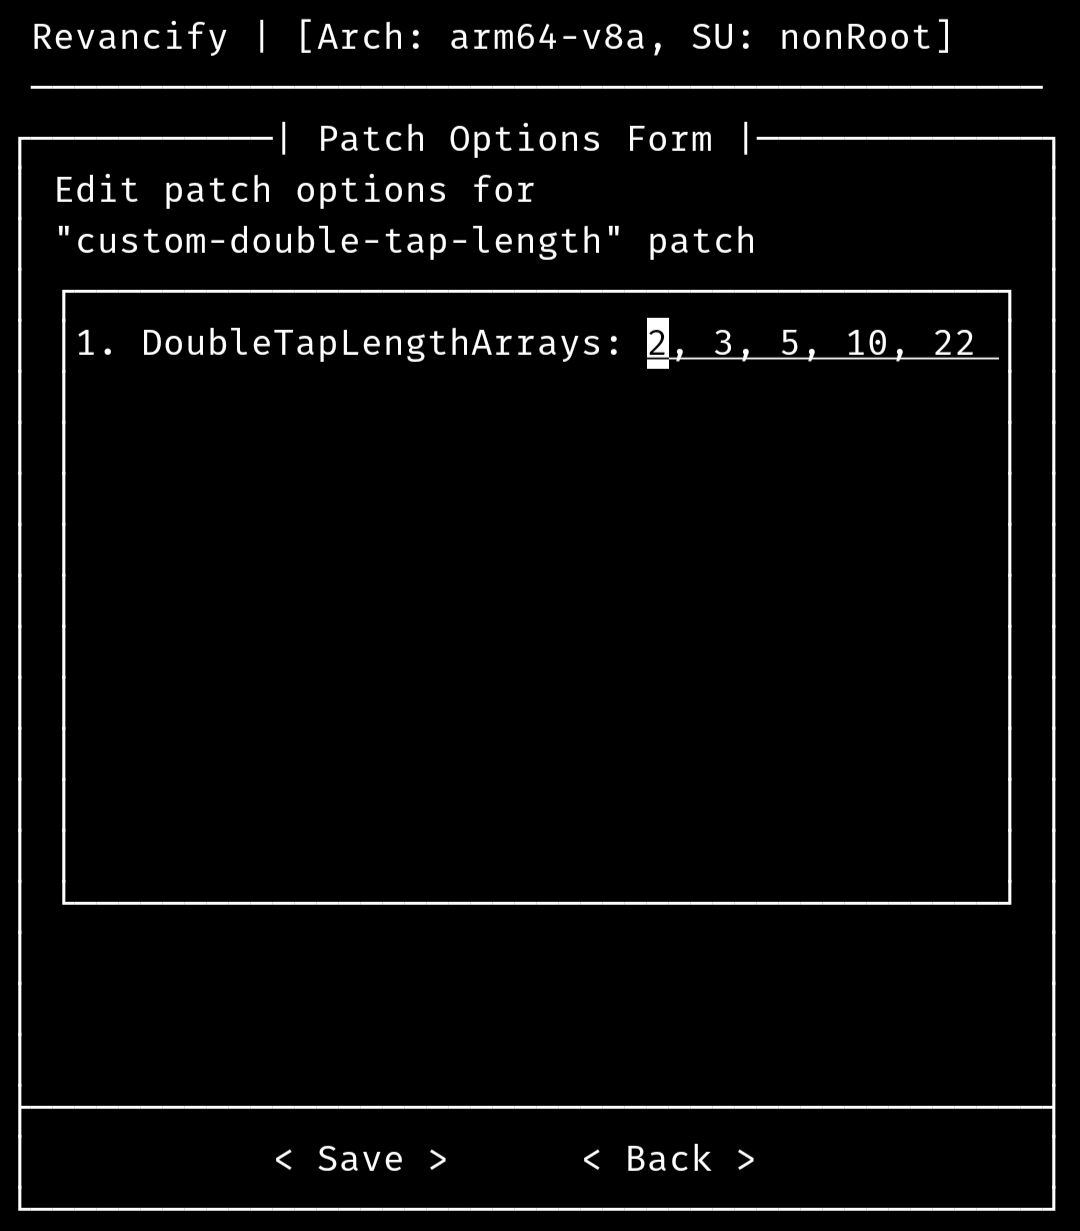 Revancify | [Arch: arm64-v8a, SU: nonRoot]
| Patch Options Form |
Edit patch options for
"custom-double-tap-length" patch
1. DoubleTapLengthArrays: 2, 3, 5, 10, 22
< Save > < Back >